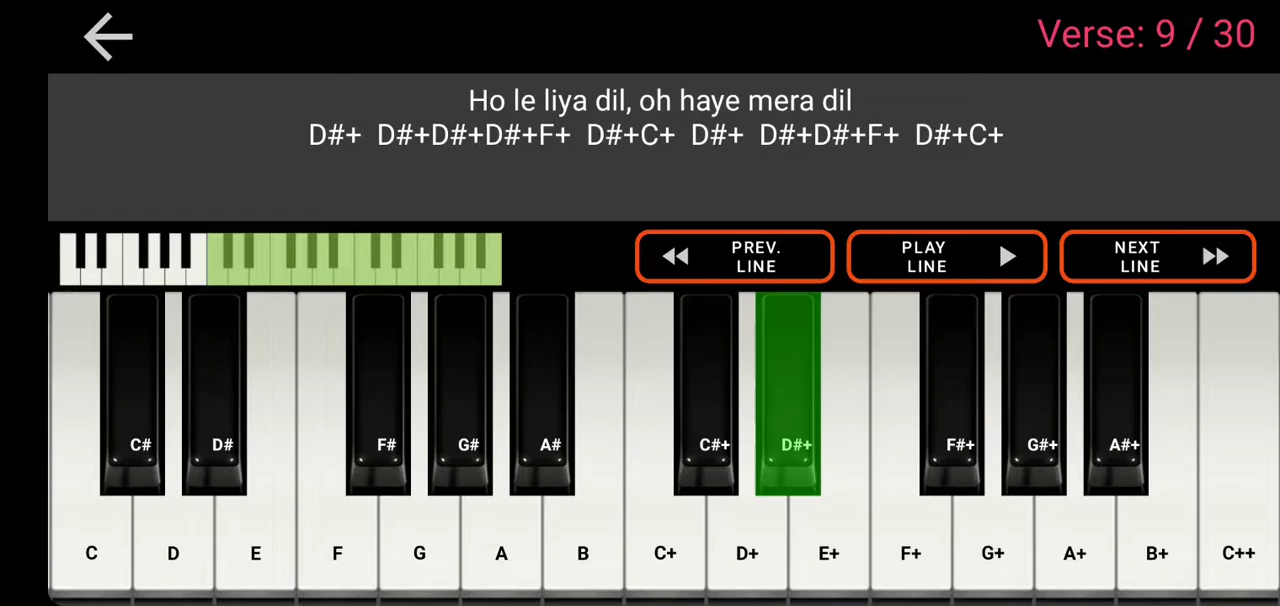 Verse: 9 / 30
Ho le liya dil, oh haye mera dil
D#+ D#+D#+D#+F+ D#+C+ D#+ D#+D#+F+ D#+C+
PREV. LINE
PLAY LINE
NEXT LINE
C# D# F# G# A# C#+ D#+ F#+ G#+ A#+
C D E F G A B C+ D+ E+ F+ G+ A+ B+ C++